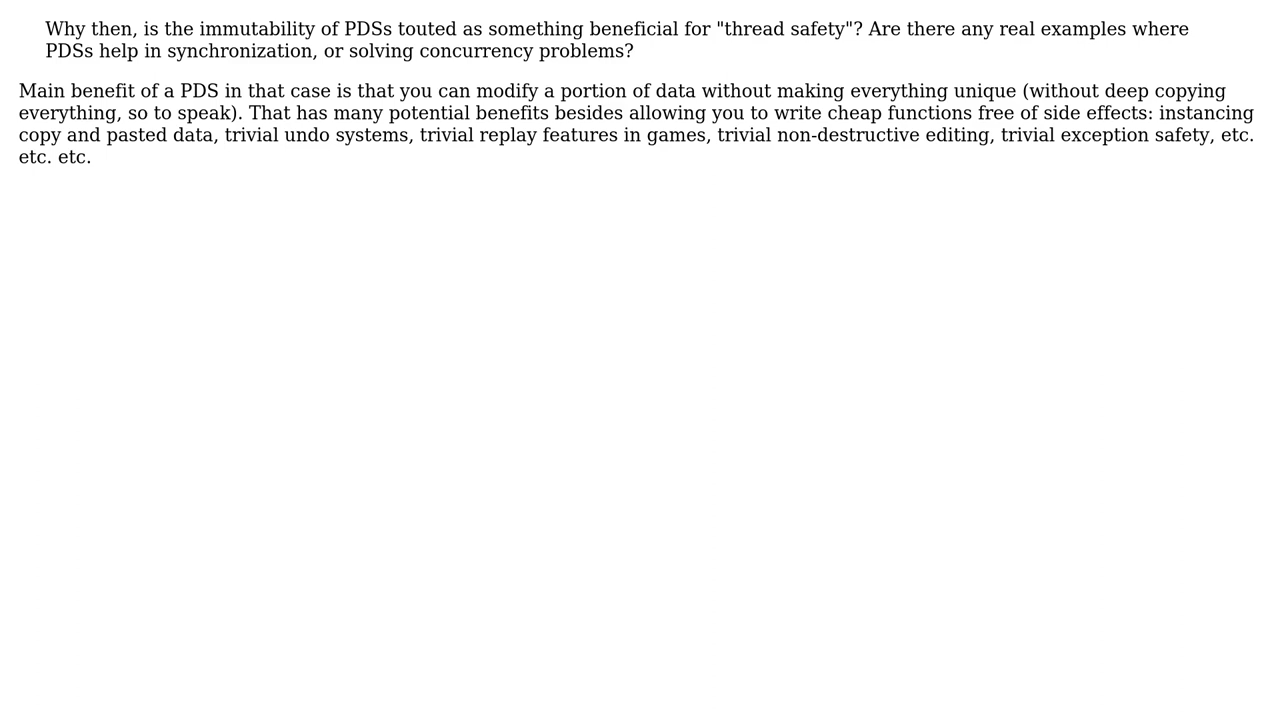 Why then, is the immutability of PDSs touted as something beneficial for "thread safety"? Are there any real examples where
PDSs help in synchronization, or solving concurrency problems?
Main benefit of a PDS in that case is that you can modify a portion of data without making everything unique (without deep copying
everything, so to speak). That has many potential benefits besides allowing you to write cheap functions free of side effects: instancing
copy and pasted data, trivial undo systems, trivial replay features in games, trivial non-destructive editing, trivial exception safety, etc.
etc. etc.